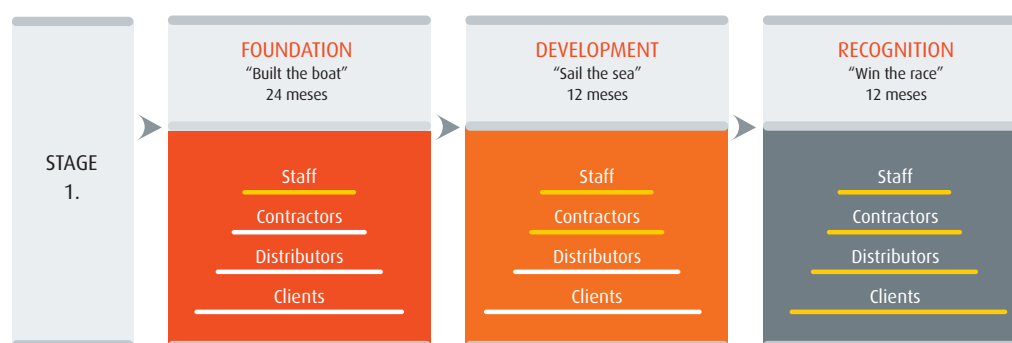 STAGE
1.
FOUNDATION
“Built the boat”
24 meses
Staff
Contractors
Distributors
Clients
DEVELOPMENT
“Sail the sea”
12 meses
Staff
Contractors
Distributors
Clients
RECOGNITION
“Win the race”
12 meses
Staff
Contractors
Distributors
Clients